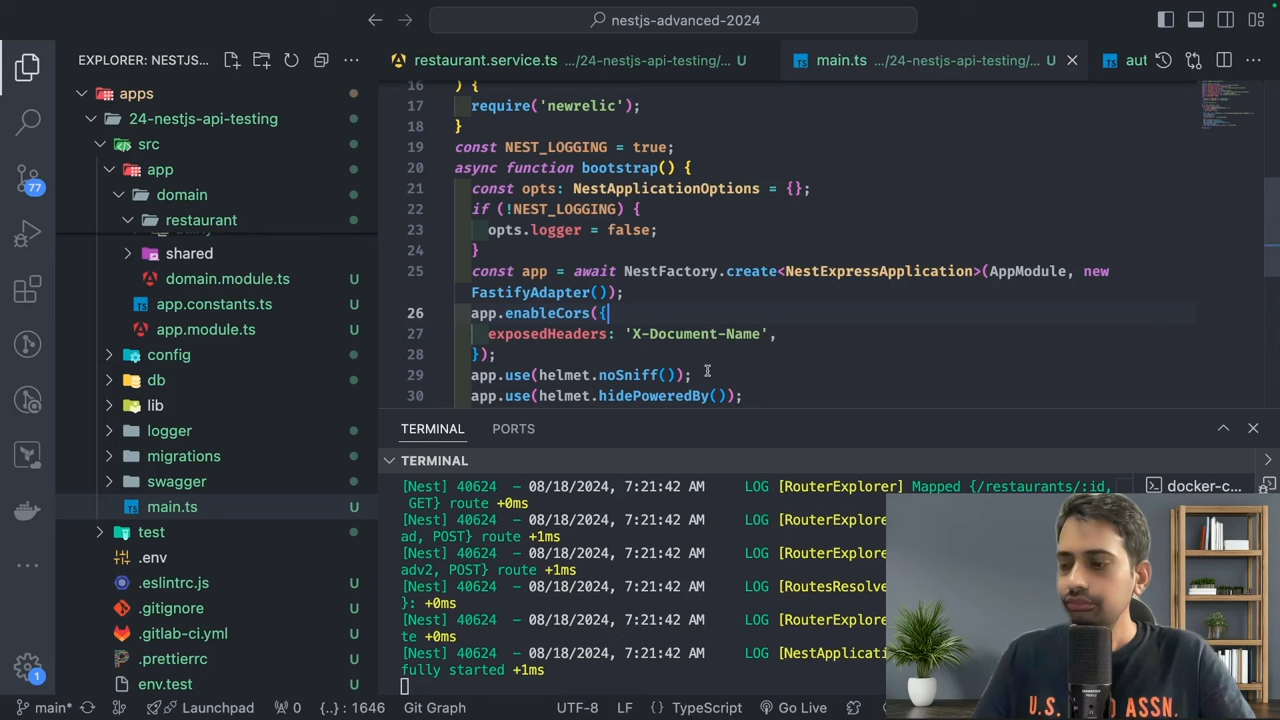 nestjs-advanced-2024
EXPLORER: NESTJS...
restaurant.service.ts .../24-nestjs-api-testing/... U
main.ts .../24-nestjs-api-testing/... U
aut
apps
24-nestjs-api-testing
src
app
domain
restaurant
shared
domain.module.ts U
app.constants.ts U
app.module.ts U
config
db
lib
logger
migrations
swagger
main.ts U
test
.env
.eslintrc.js U
.gitignore U
.gitlab-ci.yml U
.prettierrc U
env.test U
77
1
16 ) {
17 require('newrelic');
18 }
19 const NEST_LOGGING = true;
20 async function bootstrap() {
21 const opts: NestApplicationOptions = {};
22 if (!NEST_LOGGING) {
23 opts.logger = false;
24 }
25 const app = await NestFactory.create<NestExpressApplication>(AppModule, new
FastifyAdapter());
26 app.enableCors({
27 exposedHeaders: 'X-Document-Name',
28 });
29 app.use(helmet.noSniff());
30 app.use(helmet.hidePoweredBy());
TERMINAL PORTS
TERMINAL
docker-c...
[Nest] 40624 - 08/18/2024, 7:21:42 AM LOG [RouterExplorer] Mapped {/restaurants/:id,
GET} route +0ms
[Nest] 40624 - 08/18/2024, 7:21:42 AM LOG [RouterExplore
ad, POST} route +1ms
[Nest] 40624 - 08/18/2024, 7:21:42 AM LOG [RouterExplore
adv2, POST} route +1ms
[Nest] 40624 - 08/18/2024, 7:21:42 AM LOG [RoutesResolve
}: +0ms
[Nest] 40624 - 08/18/2024, 7:21:42 AM LOG [RouterExplore
te +0ms
[Nest] 40624 - 08/18/2024, 7:21:42 AM LOG [NestApplicati
fully started +1ms
U.S. ASSN.
main* Launchpad 0 {..} : 1646 Git Graph UTF-8 LF {} TypeScript Go Live